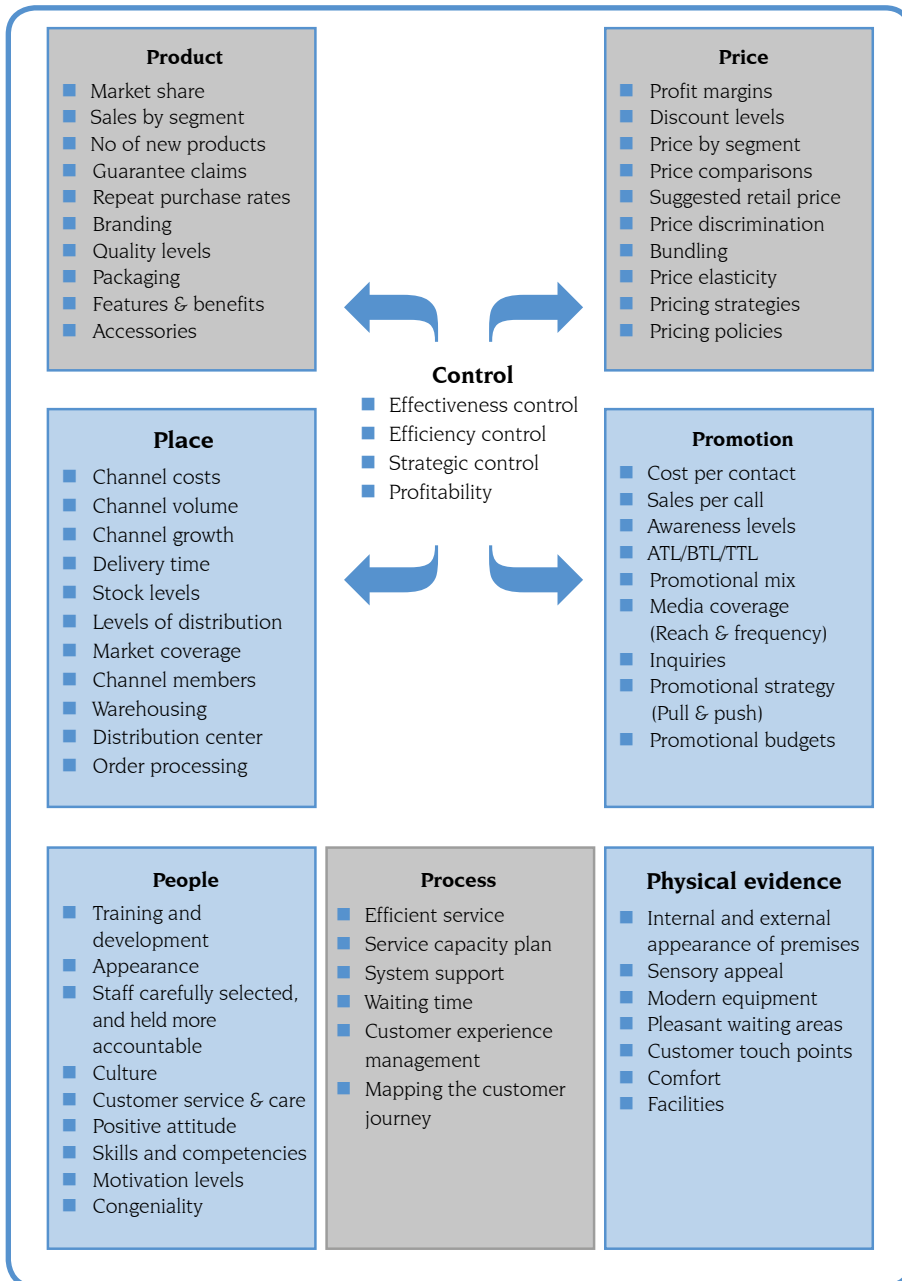 Product
Market share
Sales by segment
No of new products
Guarantee claims
Repeat purchase rates
Branding
Quality levels
Packaging
Features & benefits
Accessories
Price
Profit margins
Discount levels
Price by segment
Price comparisons
Suggested retail price
Price discrimination
Bundling
Price elasticity
Pricing strategies
Pricing policies
Control
Effectiveness control
Efficiency control
Strategic control
Profitability
Place
Channel costs
Channel volume
Channel growth
Delivery time
Stock levels
Levels of distribution
Market coverage
Channel members
Warehousing
Distribution center
Order processing
Promotion
Cost per contact
Sales per call
Awareness levels
ATL/BTL/TTL
Promotional mix
Media coverage
(Reach & frequency)
Inquiries
Promotional strategy
(Pull & push)
Promotional budgets
People
Training and
development
Appearance
Staff carefully selected,
and held more
accountable
Culture
Customer service & care
Positive attitude
Skills and competencies
Motivation levels
Congeniality
Process
Efficient service
Service capacity plan
System support
Waiting time
Customer experience
management
Mapping the customer
journey
Physical evidence
Internal and external
appearance of premises
Sensory appeal
Modern equipment
Pleasant waiting areas
Customer touch points
Comfort
Facilities